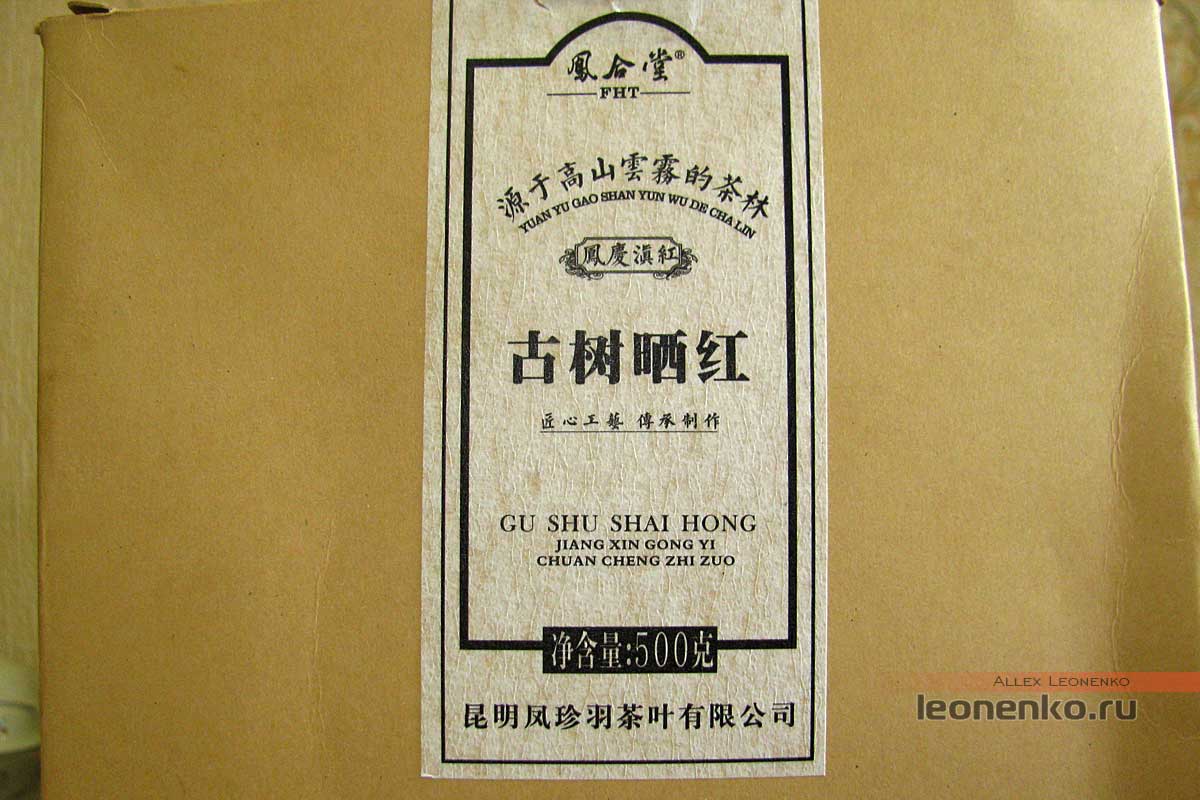 鳳合堂®
FHT
源于高山雲霧的茶林
YUAN YU GAO SHAN YUN WU DE CHA LIN
鳳慶滇紅
古树晒红
匠心工藝 傳承制作
GU SHU SHAI HONG
JIANG XIN GONG YI
CHUAN CHENG ZHI ZUO
净含量:500克
昆明凤珍羽茶叶有限公司
ALLEX LEONENKO
leonenko.ru